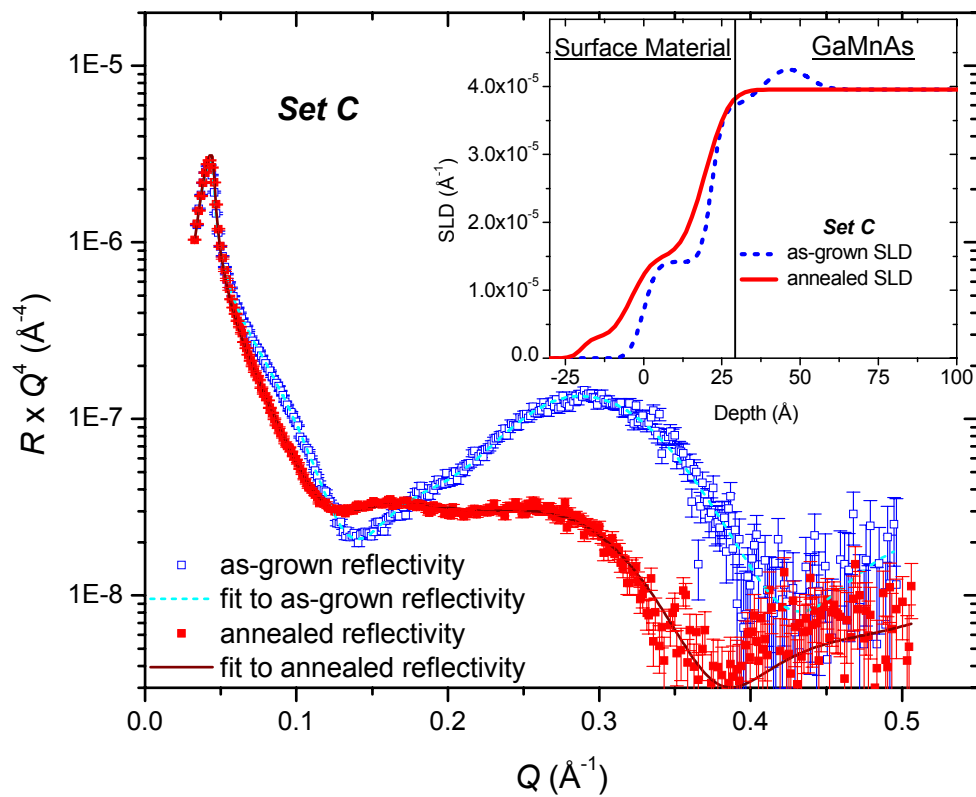 Surface Material
GaMnAs
4.0x10⁻⁵
3.0x10⁻⁵
2.0x10⁻⁵
1.0x10⁻⁵
0.0
SLD (Å⁻¹)
Set C
as-grown SLD
annealed SLD
-25
0
25
50
75
100
Depth (Å)
Set C
1E-5
1E-6
1E-7
1E-8
R x Q⁴ (Å⁻⁴)
as-grown reflectivity
fit to as-grown reflectivity
annealed reflectivity
fit to annealed reflectivity
0.0
0.1
0.2
0.3
0.4
0.5
Q (Å⁻¹)